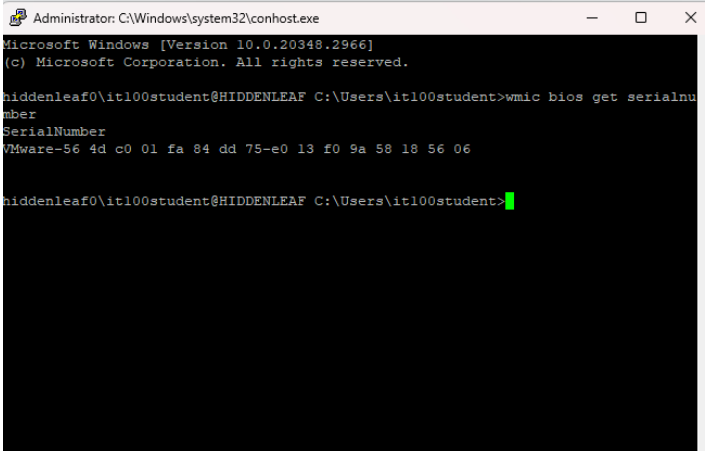 Administrator: C:\Windows\system32\conhost.exe
Microsoft Windows [Version 10.0.20348.2966]
(c) Microsoft Corporation. All rights reserved.
hiddenleaf0\it100student@HIDDENLEAF C:\Users\it100student>wmic bios get serialnu
mber
SerialNumber
VMware-56 4d c0 01 fa 84 dd 75-e0 13 f0 9a 58 18 56 06
hiddenleaf0\it100student@HIDDENLEAF C:\Users\it100student>